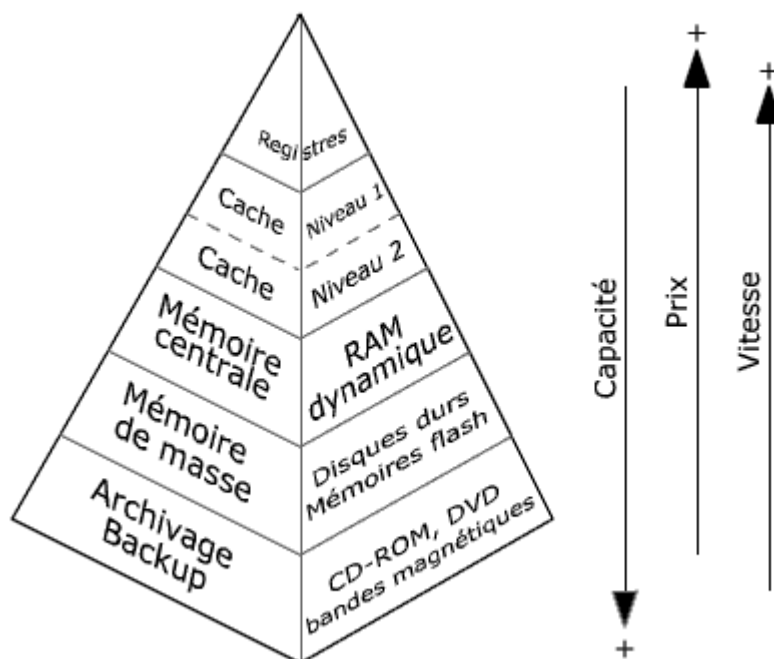 Registres
Cache
Niveau 1
Cache
Niveau 2
Mémoire
centrale
RAM
dynamique
Mémoire
de masse
Disques durs
Mémoires flash
Archivage
Backup
CD-ROM, DVD
bandes magnétiques
Capacité
+
Prix
+
Vitesse
+